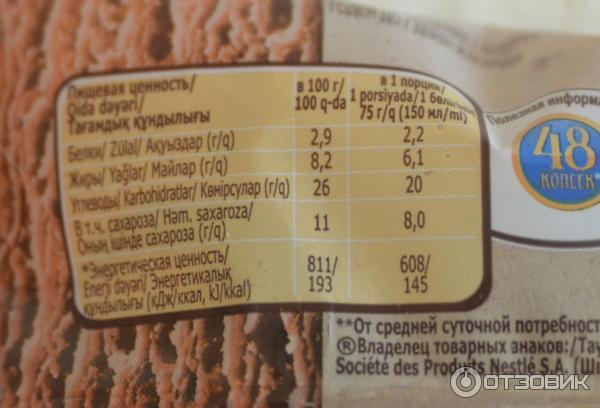 Пищевая ценность/
Qida dəyəri/
Тағамдық құндылығы
в 100 г/
100 q-da
в 1 порции/
1 porsiyada/ 1
75 г/q (150 мл/ml)
Белки/ Zülal/ Ақуыздар (г/q) 2,9 2,2
Жиры/ Yağlar/ Майлар (г/q) 8,2 6,1
Углеводы/ Karbohidratlar/ Көмірсулар (г/q) 26 20
В т.ч. сахароза/ Həm. saxaroza/
Оның ішінде сахароза (г/q) 11 8,0
*Энергетическая ценность/
Enerji dəyəri/ Энергетикалық
құндылығы (кДж/ккал, kJ/kkal)
811/
193
608/
145
Полезная информа
48
КОПЕЕК
**От средней суточной потребност
®Владелец товарных знаков:/Тау
Société des Produits Nestlé S.A. (Ш
ОТЗОВИК